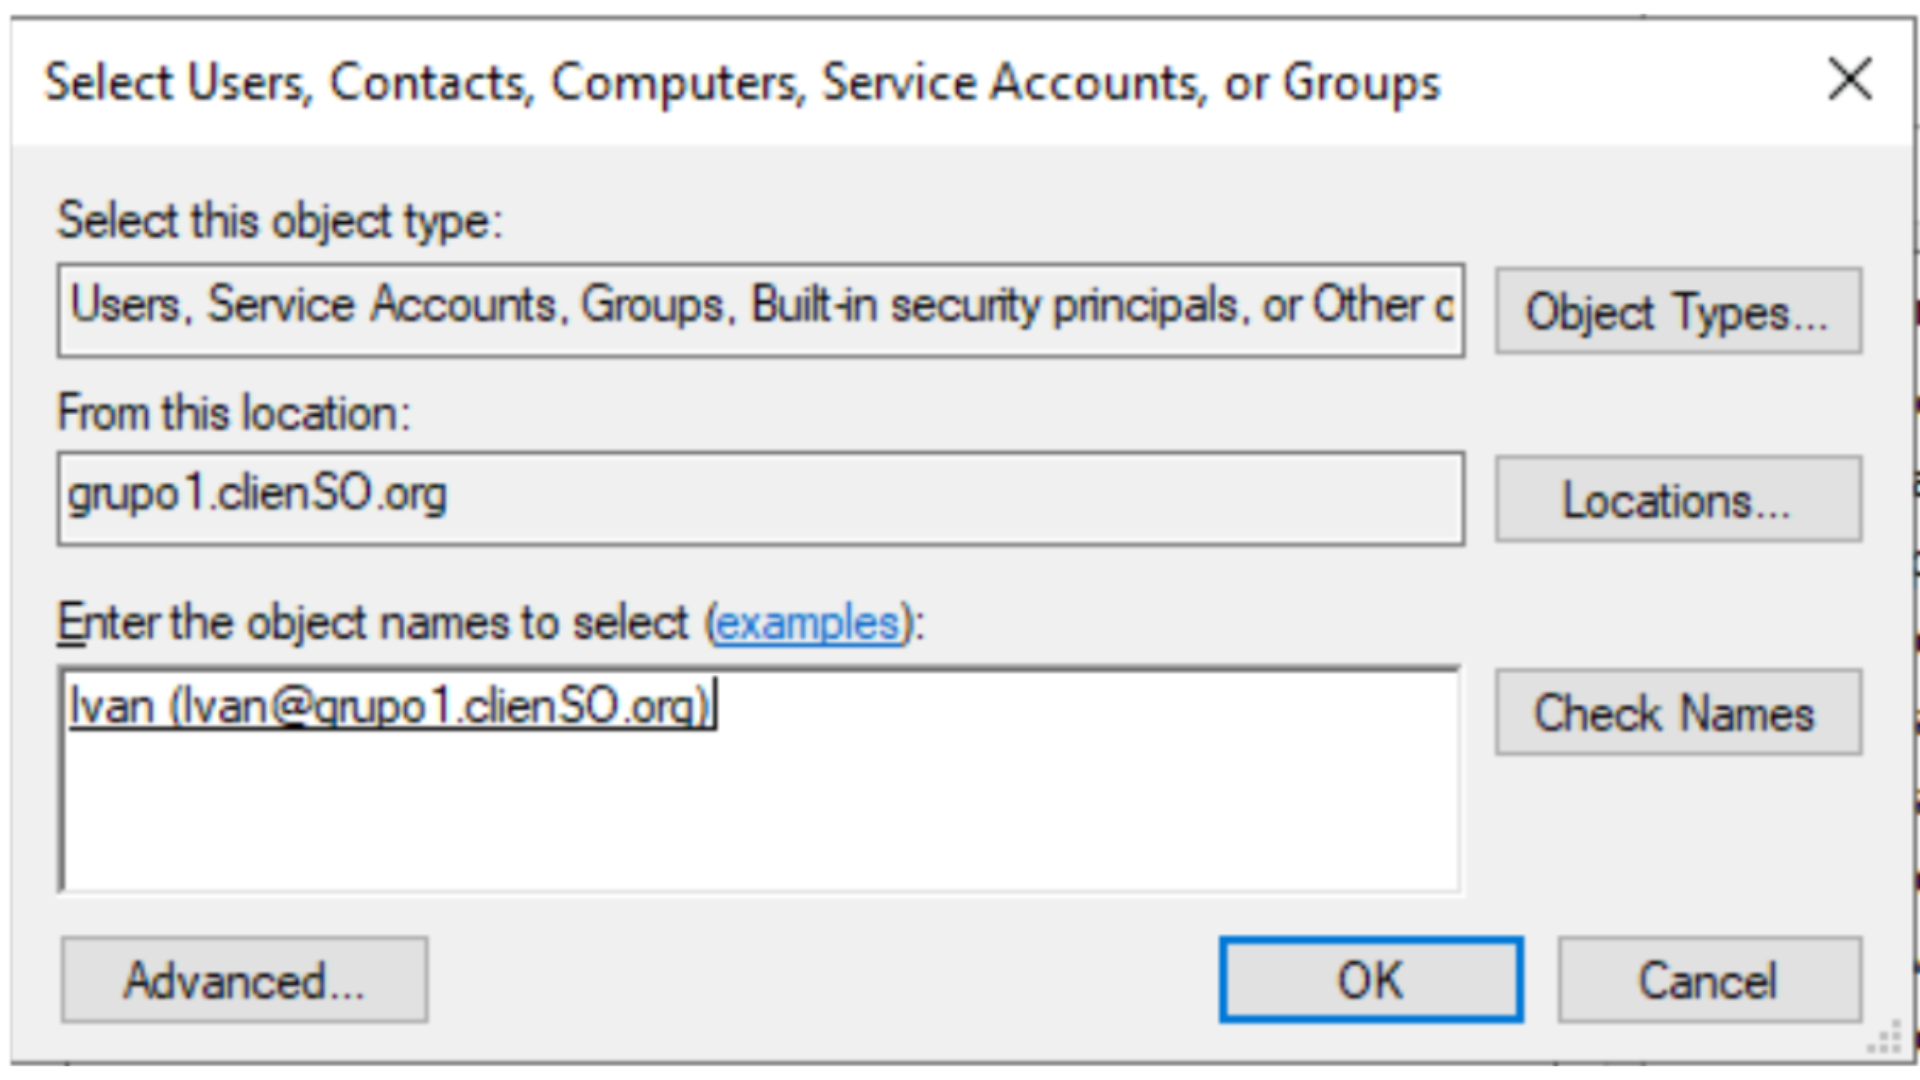 Select Users, Contacts, Computers, Service Accounts, or Groups
Select this object type:
Users, Service Accounts, Groups, Built-in security principals, or Other o
Object Types...
From this location:
grupo1.clienSO.org
Locations...
Enter the object names to select (examples):
Ivan (Ivan@grupo1.clienSO.org)
Check Names
Advanced...
OK
Cancel